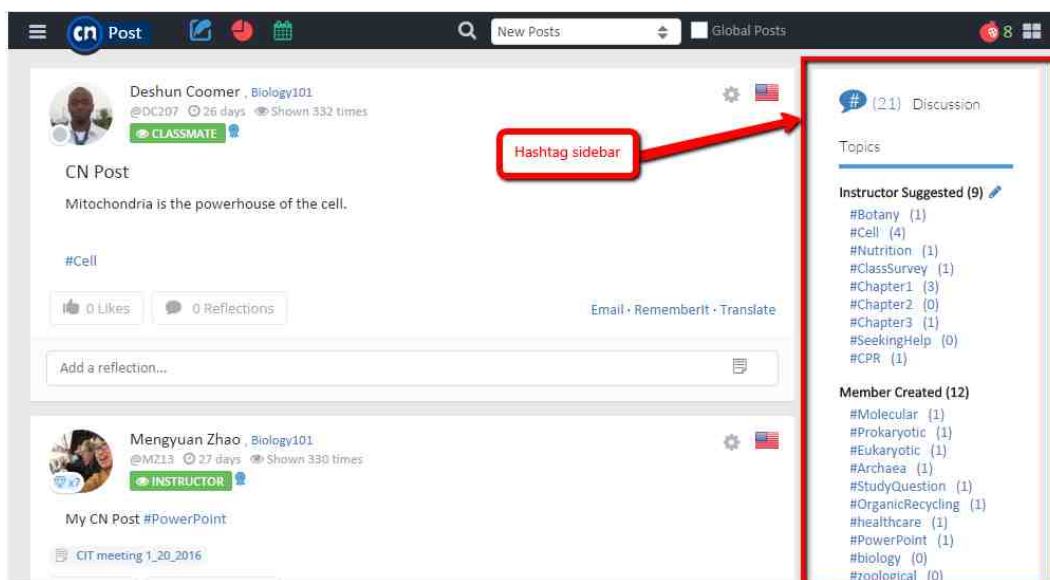 cn Post New Posts Global Posts 8
Deshun Coomer , Biology101
@DC207 26 days Shown 332 times
CLASSMATE
CN Post
Mitochondria is the powerhouse of the cell.
#Cell
0 Likes 0 Reflections Email · RememberIt · Translate
Add a reflection...
Mengyuan Zhao , Biology101
@MZ13 27 days Shown 330 times
x7 INSTRUCTOR
My CN Post #PowerPoint
CIT meeting 1_20_2016
Hashtag sidebar
# (21) Discussion
Topics
Instructor Suggested (9)
#Botany (1)
#Cell (4)
#Nutrition (1)
#ClassSurvey (1)
#Chapter1 (3)
#Chapter2 (0)
#Chapter3 (1)
#SeekingHelp (0)
#CPR (1)
Member Created (12)
#Molecular (1)
#Prokaryotic (1)
#Eukaryotic (1)
#Archaea (1)
#StudyQuestion (1)
#OrganicRecycling (1)
#healthcare (1)
#PowerPoint (1)
#biology (0)
#zoological (0)